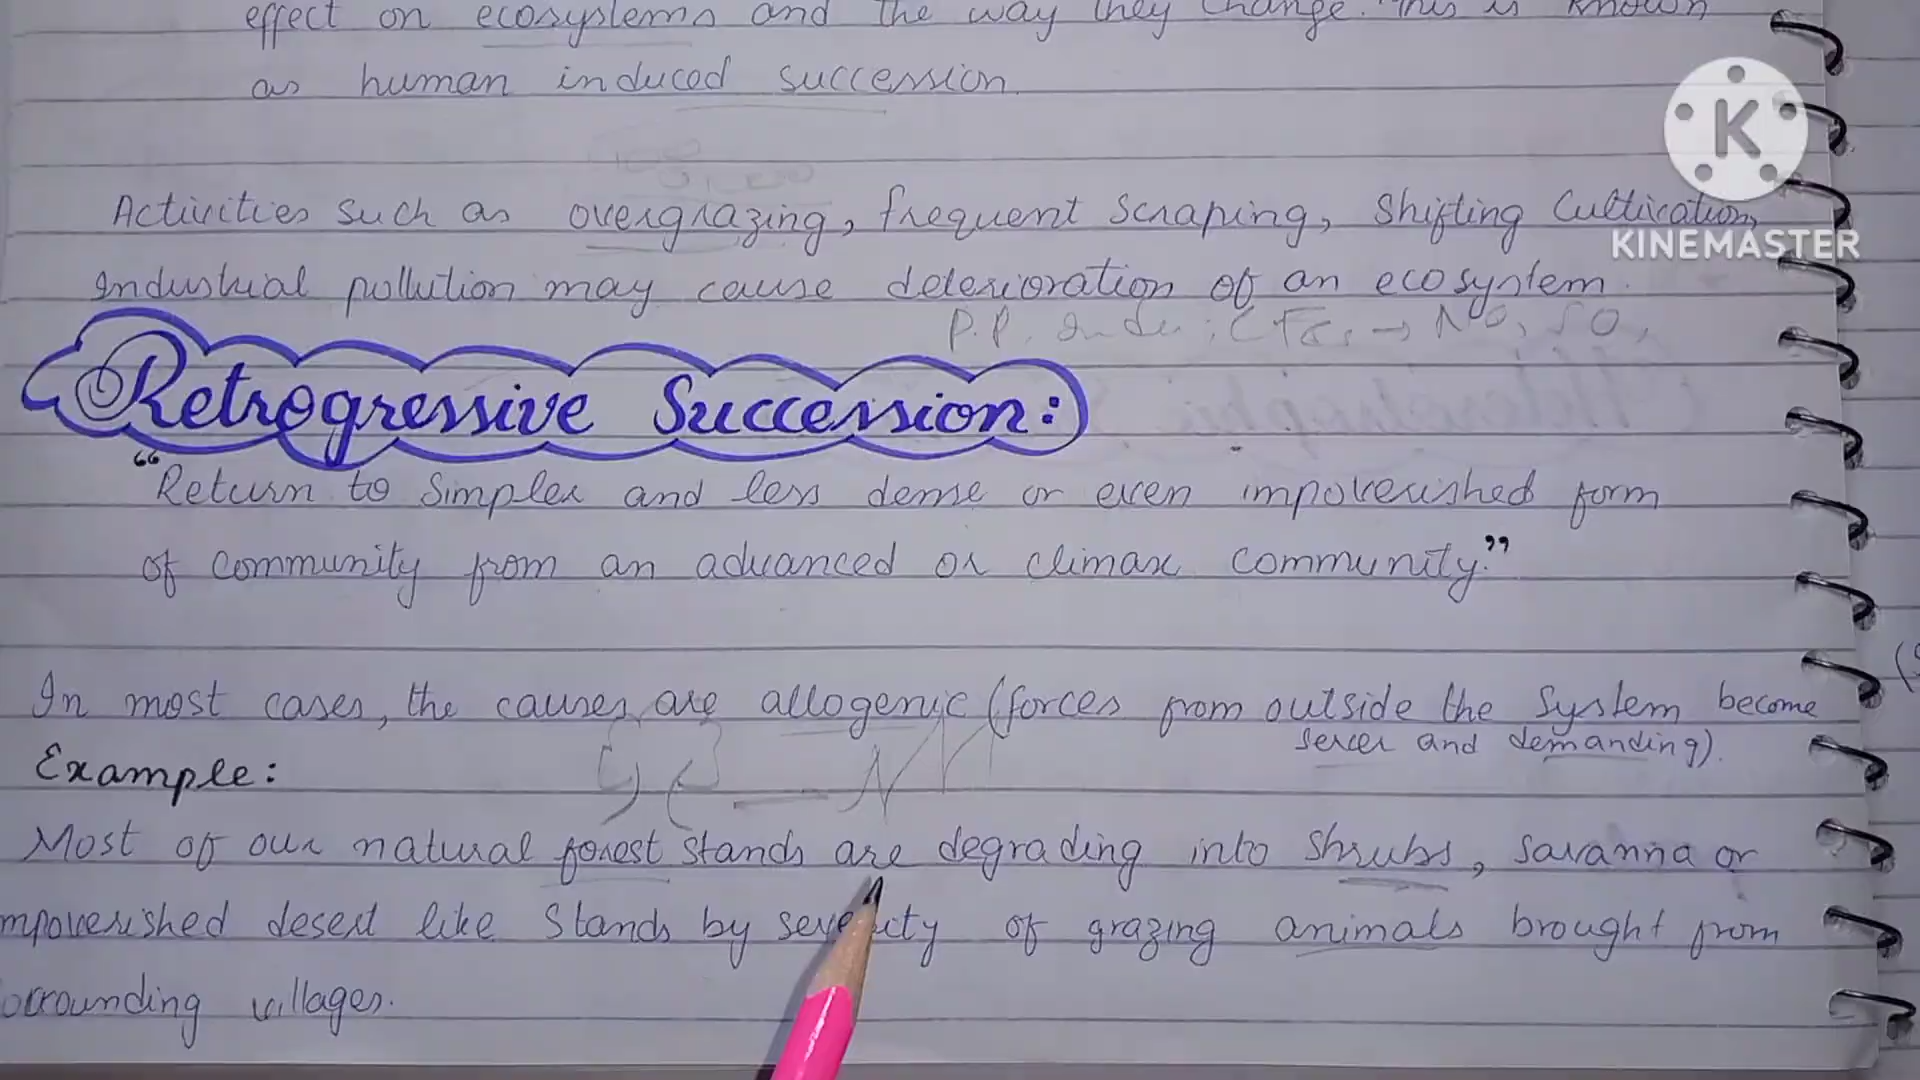 effect on ecosystems and the way they change. This is known
as human induced succession.
KINEMASTER
Activities such as overgrazing, frequent scraping, shifting Cultivation,
Industrial pollution may cause deterioration of an ecosystem.
P.P.
Retrogressive Succession:
"Return to simpler and less dense or even impoverished form
of community from an advanced or climax community."
In most cases, the causes are allogenic (forces from outside the System become
server and demanding).
Example:
Most of our natural forest stands are degrading into Shrubs, savanna or
mpoverished desert like Stands by severity of grazing animals brought from
villages.